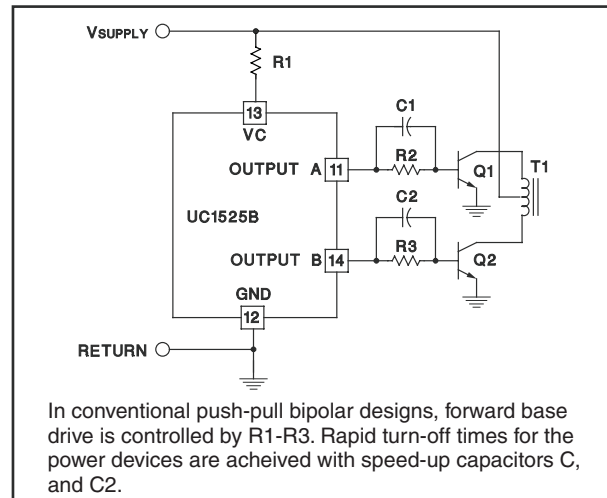 VSUPPLY
R1
13
VC
C1
OUTPUT A 11
R2
Q1
T1
UC1525B
C2
OUTPUT B 14
R3
Q2
GND
12
RETURN
In conventional push-pull bipolar designs, forward base
drive is controlled by R1-R3. Rapid turn-off times for the
power devices are acheived with speed-up capacitors C,
and C2.